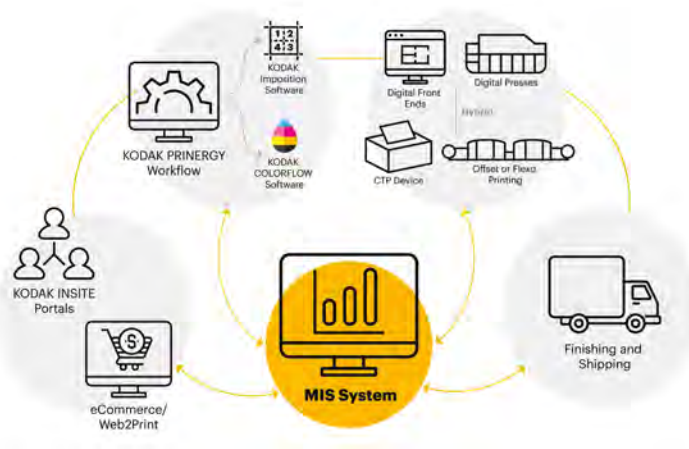 1 2
4 3
KODAK
Imposition
Software
KODAK PRINERGY
Workflow
KODAK
COLORFLOW
Software
Digital Front
Ends
Digital Presses
Hybrid
CTP Device
Offset or Flexo
Printing
KODAK INSITE
Portals
$
eCommerce/
Web2Print
MIS System
Finishing and
Shipping